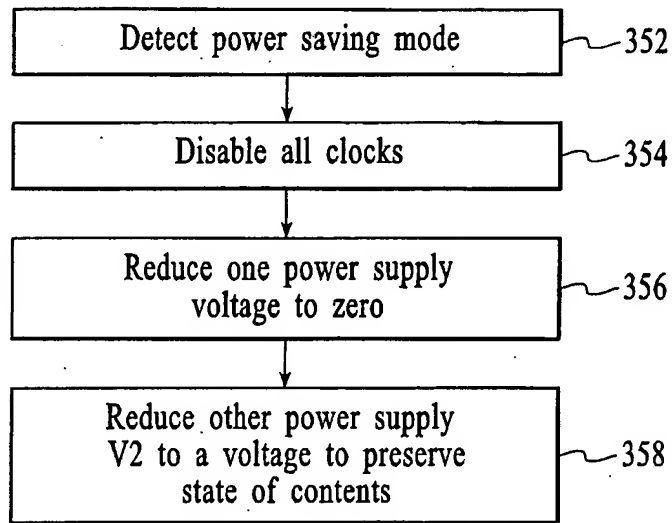 Detect power saving mode
352
Disable all clocks
354
Reduce one power supply
voltage to zero
356
Reduce other power supply
V2 to a voltage to preserve
state of contents
358